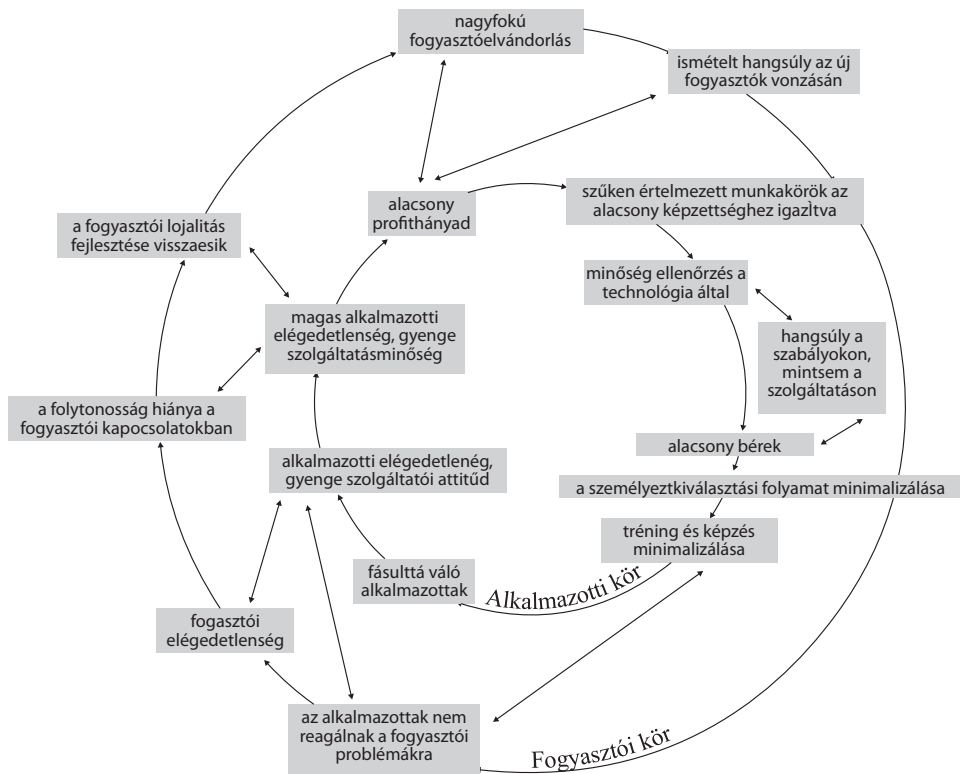 nagyfokú
fogyasztóelvándorlás
ismételt hangsúly az új
fogyasztók vonzásán
alacsony
profithányad
szűken értelmezett munkakörök az
alacsony képzettséghez igazÌtva
a fogyasztói lojalitás
fejlesztése visszaesik
minőség ellenőrzés a
technológia által
magas alkalmazotti
elégedetlenség, gyenge
szolgáltatásminőség
hangsúly a
szabályokon,
mintsem a
szolgáltatáson
a folytonosság hiánya a
fogyasztói kapocsolatokban
alacsony bérek
alkalmazotti elégedetlenég,
gyenge szolgáltatói attitűd
a személyeztkiválasztási folyamat minimalizálása
tréning és képzés
minimalizálása
fásulttá váló
alkalmazottak
Alkalmazotti kör
fogasztói
elégedetlenség
az alkalmazottak nem
reagálnak a fogyasztói
problémákra
Fogyasztói kör